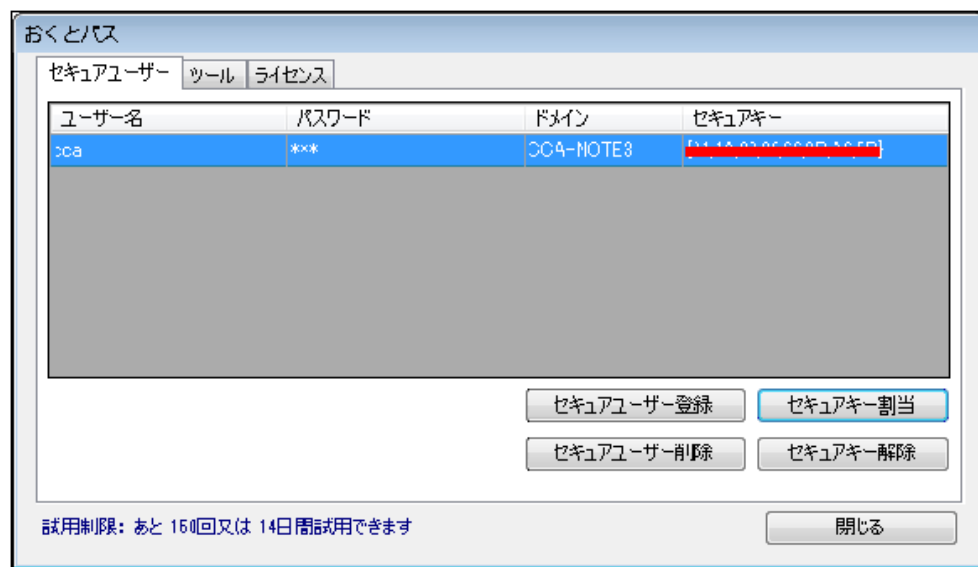 おくとパス
セキュアユーザー ツール ライセンス
ユーザー名 パスワード ドメイン セキュアキー
cca *** CCA-NOTE3
セキュアユーザー登録 セキュアキー割当
セキュアユーザー削除 セキュアキー解除
試用制限: あと 160回又は 14日間試用できます 閉じる